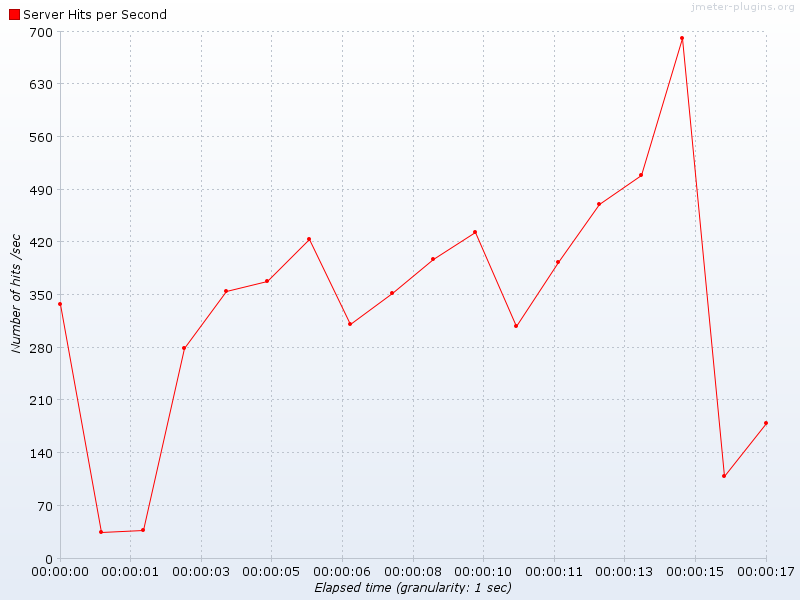 jmeter-plugins.org
Server Hits per Second
700
630
560
490
420
350
280
210
140
70
0
Number of hits /sec
00:00:00 00:00:01 00:00:03 00:00:05 00:00:06 00:00:08 00:00:10 00:00:11 00:00:13 00:00:15 00:00:17
Elapsed time (granularity: 1 sec)